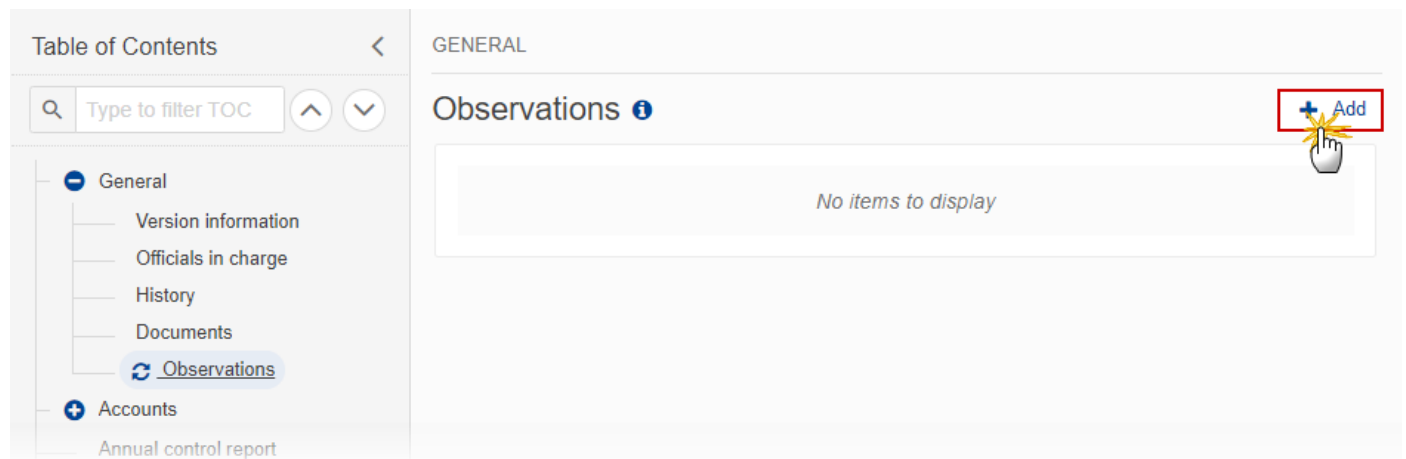 Table of Contents
Type to filter TOC
General
Version information
Officials in charge
History
Documents
Observations
Accounts
Annual control report
GENERAL
Observations
Add
No items to display